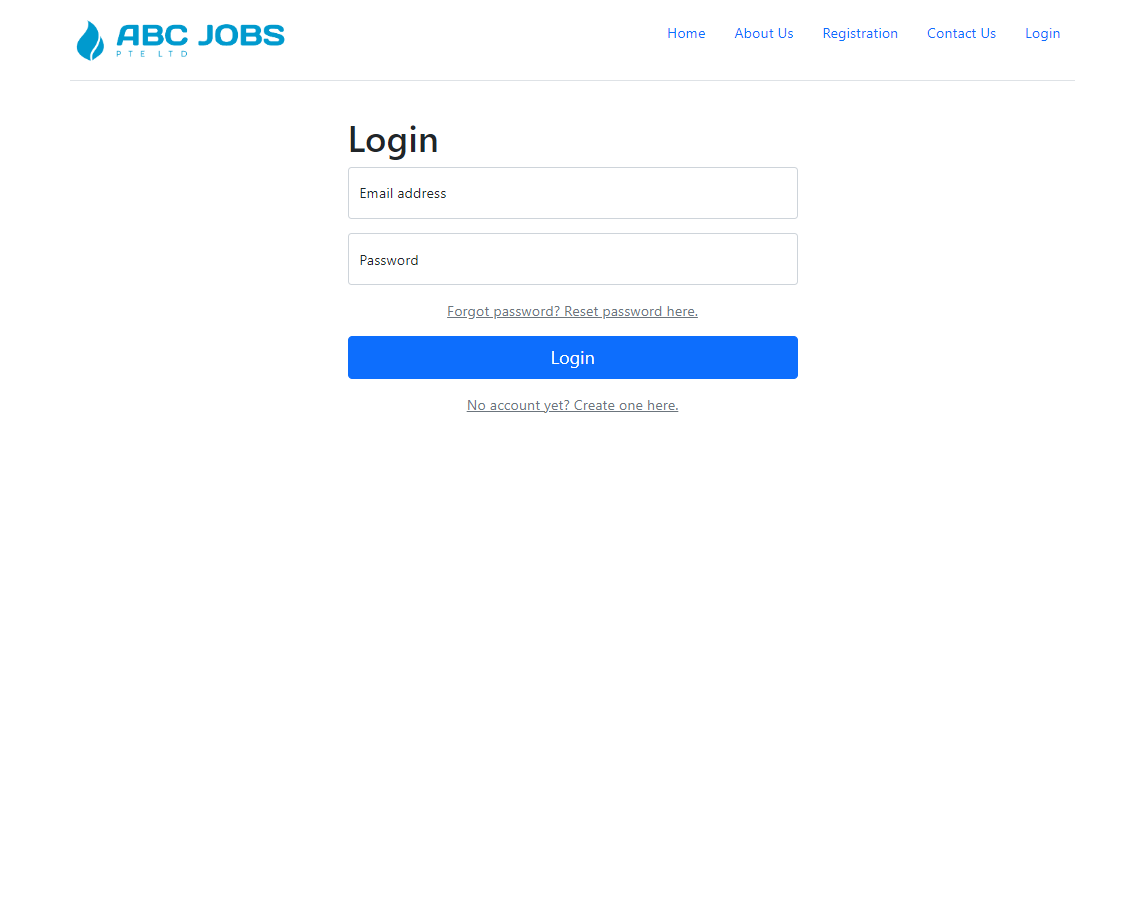 ABC JOBS
PTE LTD
Home About Us Registration Contact Us Login
Login
Email address
Password
Forgot password? Reset password here.
Login
No account yet? Create one here.